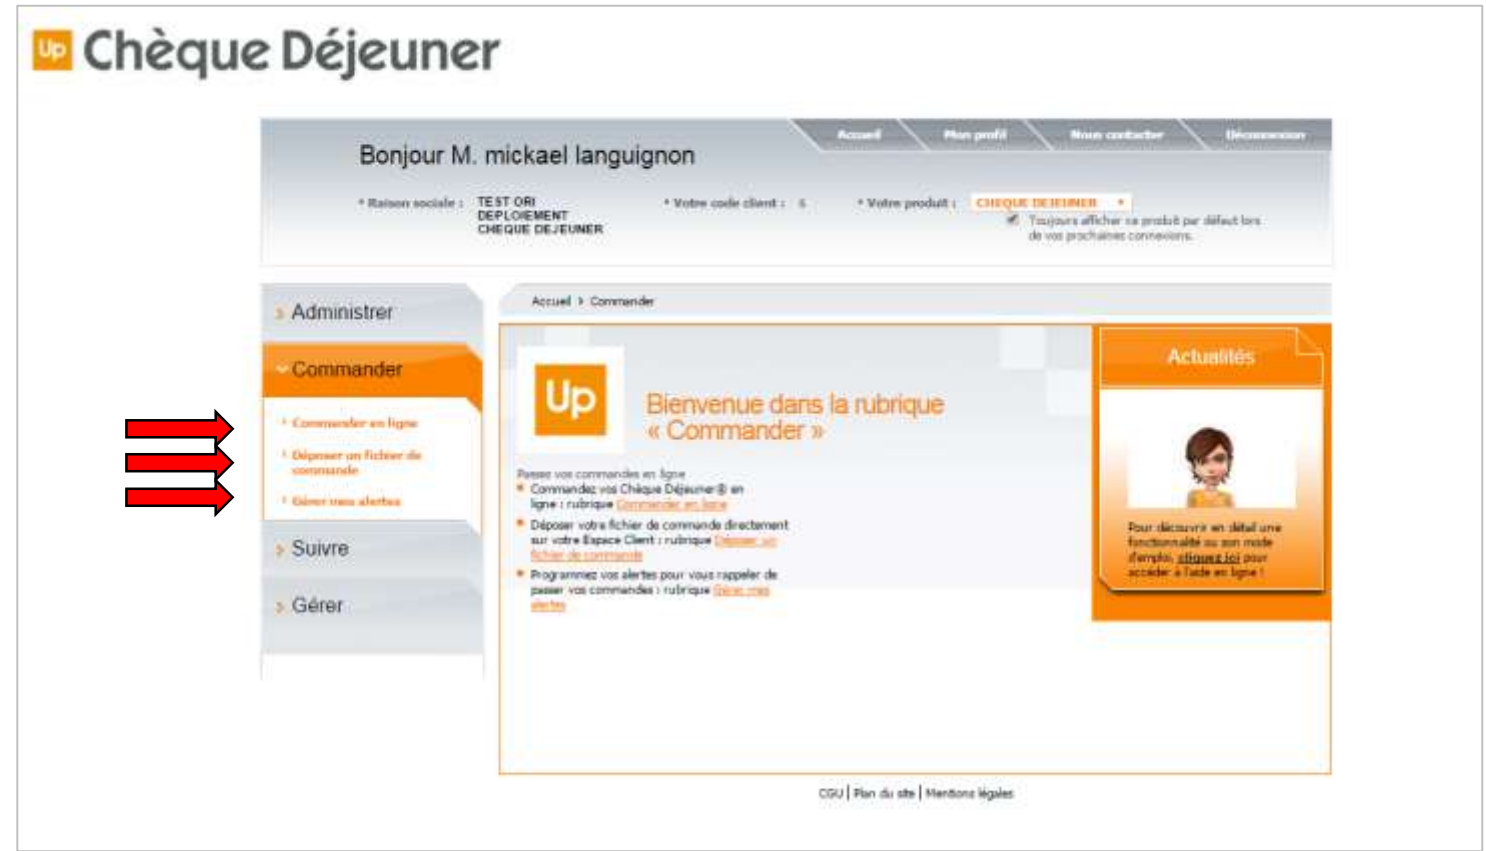 Up Chèque Déjeuner
Accueil Mon profil Nous contacter Déconnexion
Bonjour M. mickael languignon
* Raison sociale : TEST ORI * Votre code client : 6 * Votre produit : CHEQUE DEJEUNER
DEPLOIEMENT
CHEQUE DEJEUNER
Toujours afficher ce produit par défaut lors
de vos prochaines connexions.
Administrer
Accueil > Commander
Commander
Commander en ligne
Déposer un fichier de
commande
Gérer mes alertes
Suivre
Gérer
Up
Bienvenue dans la rubrique
« Commander »
Passez vos commandes en ligne
Commandez vos Chèque Déjeuner® en
ligne : rubrique Commander en ligne
Déposer votre fichier de commande directement
sur votre Espace Client : rubrique Déposer un
fichier de commande
Programmez vos alertes pour vous rappeler de
passer vos commandes : rubrique Gérer mes
alertes
Actualités
Pour découvrir en détail une
fonctionnalité ou son mode
d'emploi, cliquez ici pour
accéder à l'aide en ligne !
CGU | Plan du site | Mentions légales